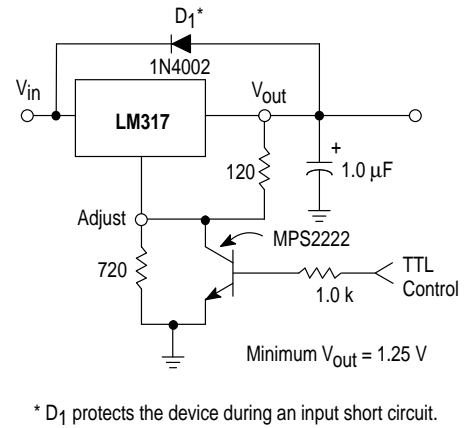 D1*
1N4002
Vin
LM317
Vout
120
+
1.0 µF
Adjust
MPS2222
720
1.0 k
TTL
Control
Minimum Vout = 1.25 V
* D1 protects the device during an input short circuit.